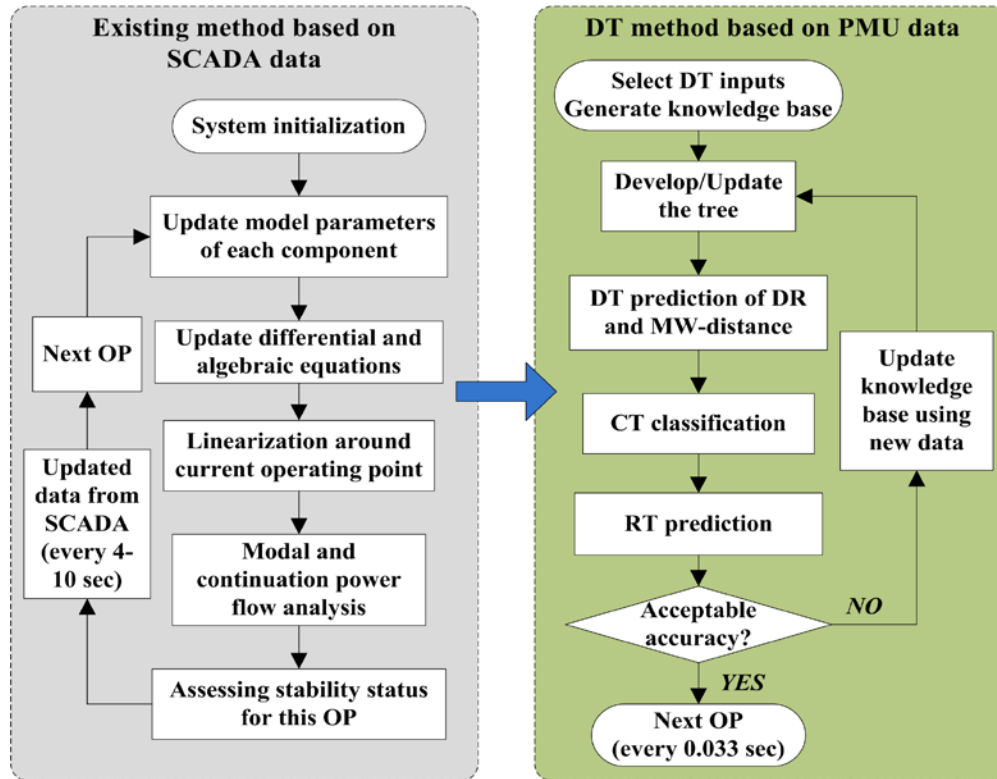 Existing method based on
SCADA data
System initialization
Update model parameters
of each component
Update differential and
algebraic equations
Linearization around
current operating point
Modal and
continuation power
flow analysis
Assessing stability status
for this OP
Updated
data from
SCADA
(every 4-
10 sec)
Next OP
DT method based on PMU data
Select DT inputs
Generate knowledge base
Develop/Update
the tree
DT prediction of DR
and MW-distance
CT classification
RT prediction
Acceptable
accuracy?
NO
Update
knowledge
base using
new data
YES
Next OP
(every 0.033 sec)